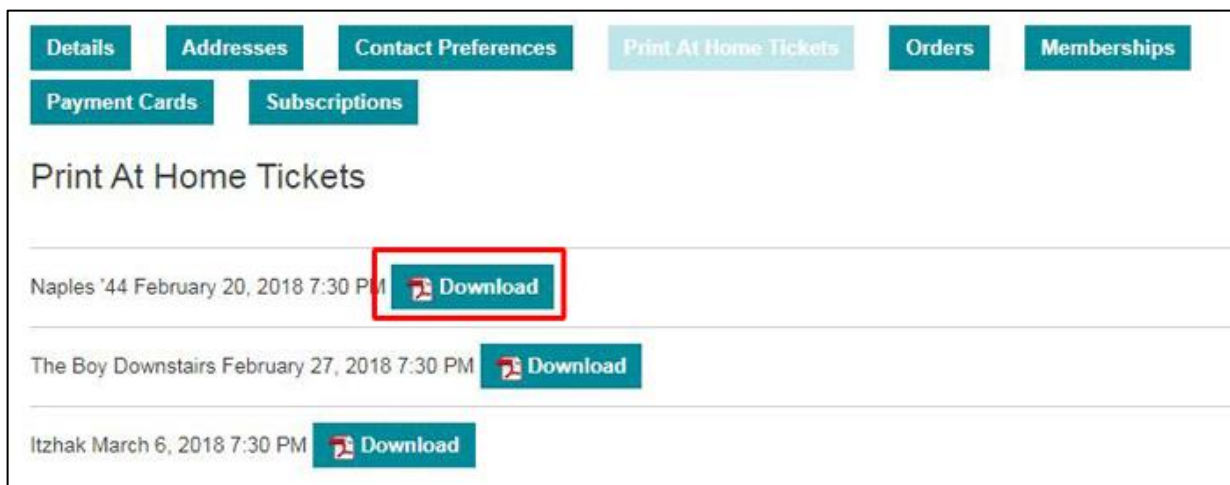 Details Addresses Contact Preferences Print At Home Tickets Orders Memberships
Payment Cards Subscriptions
Print At Home Tickets
Naples '44 February 20, 2018 7:30 PM Download
The Boy Downstairs February 27, 2018 7:30 PM Download
Itzhak March 6, 2018 7:30 PM Download